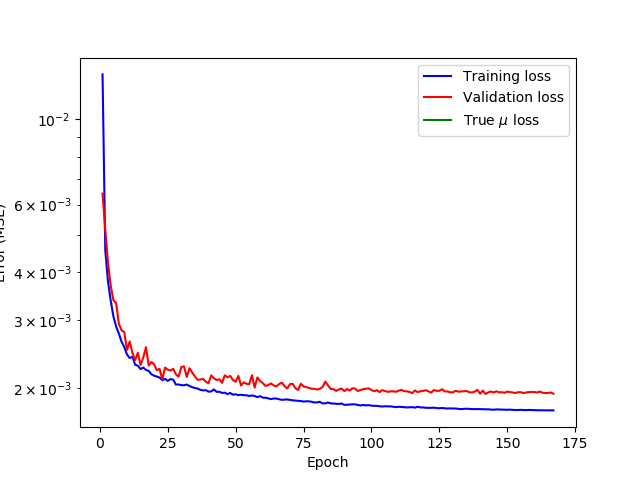 Training loss
Validation loss
True μ loss
10⁻²
6 × 10⁻³
4 × 10⁻³
3 × 10⁻³
2 × 10⁻³
Error (MSE)
0 25 50 75 100 125 150 175
Epoch